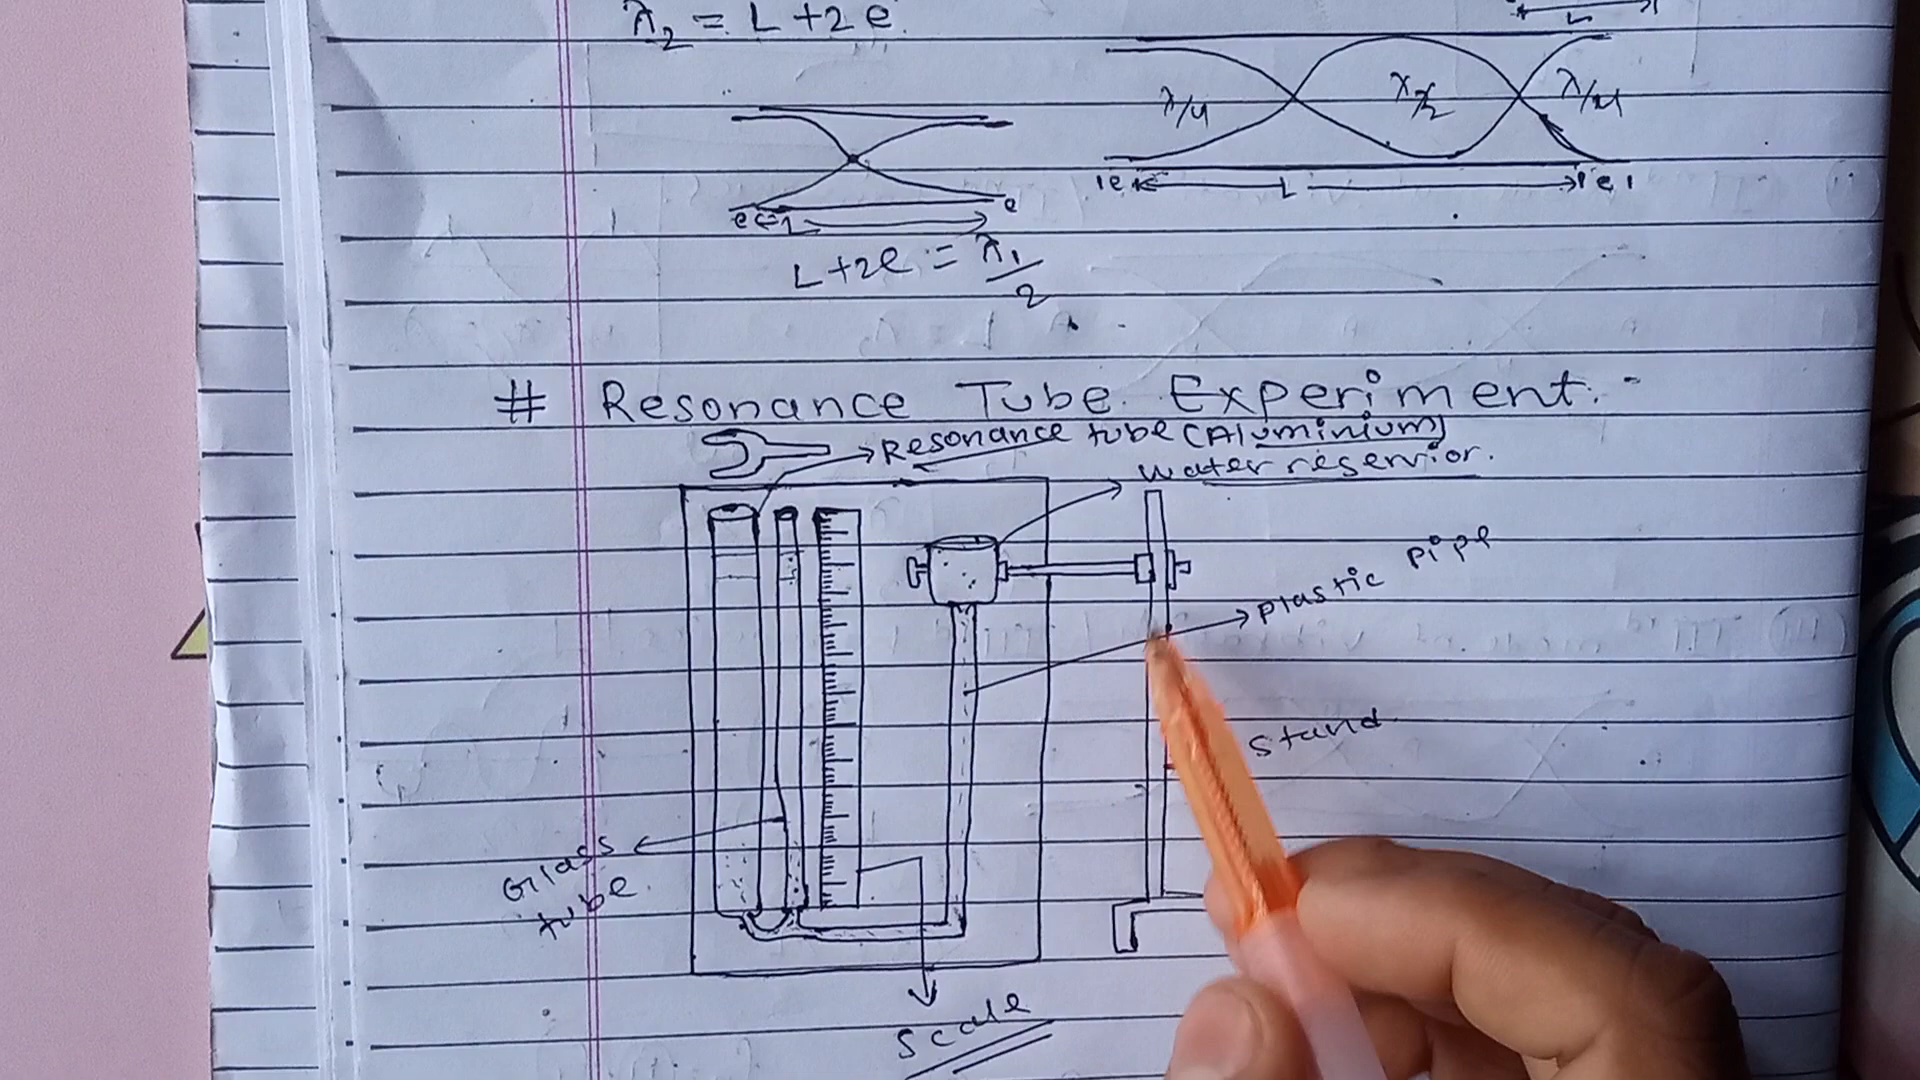 λ₂ = L + 2e
L
λ/4
λ/2
λ/4
e
L
e
e
L
e
L + 2e = λ₁/2
# Resonance Tube Experiment.
Resonance tube (Aluminium)
water reservior.
plastic pipe
stand
Glass
tube
scale